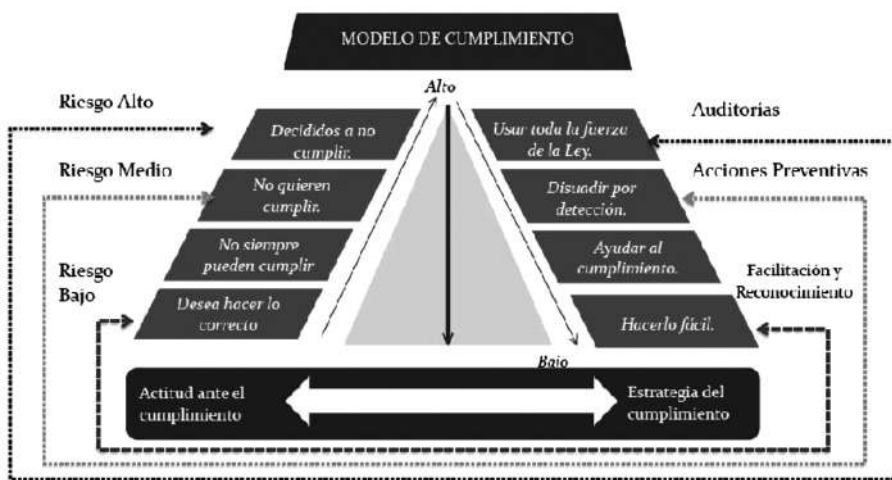 MODELO DE CUMPLIMIENTO
Alto
Riesgo Alto
Decididos a no
cumplir.
Usar toda la fuerza
de la Ley.
Auditorías
Riesgo Medio
No quieren
cumplir.
Disuadir por
detección.
Acciones Preventivas
No siempre
pueden cumplir
Ayudar al
cumplimiento.
Riesgo
Bajo
Facilitación y
Reconocimiento
Desea hacer lo
correcto
Hacerlo fácil.
Bajo
Actitud ante el
cumplimiento
Estrategia del
cumplimiento